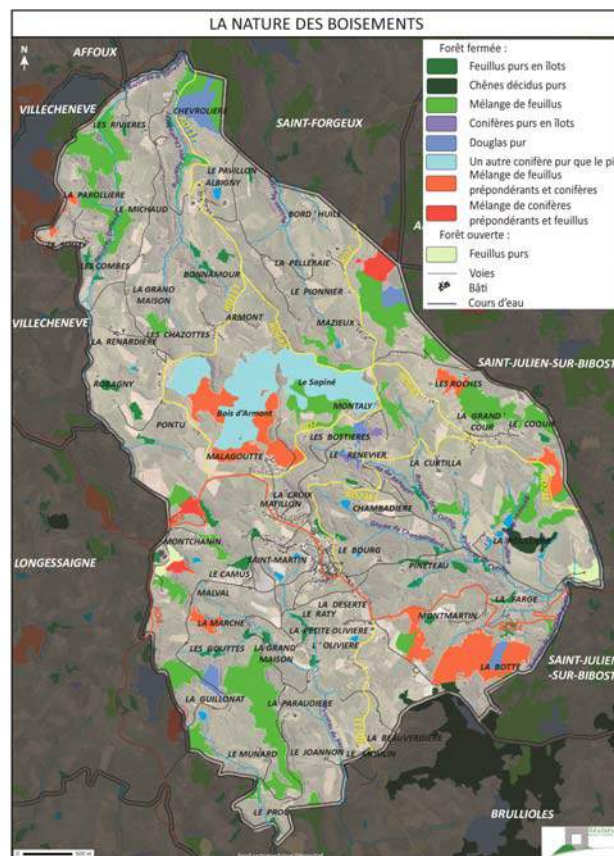 LA NATURE DES BOISEMENTS
N
AFFOUX
VILLECHENEVE
SAINT-FORGEUX
CHEVROLIERE
LES RIVIERES
LE PAVILLON
ALBIGNY
LA PAROLLIERE
LE MICHAUD
BORD'HUILE
LES COMBES
LA PELLERAIE
BONNAMOUR
LA GRAND
MAISON
LE PIONNIER
ARMONT
MAZIEUX
VILLECHENEVE
LES CHAZOTTES
LA RENARDIERE
SAINT-JULIEN-SUR-BIBOST
ROBAGNY
Le Sapiné
LES ROCHES
Bois d'Armont
MONTALY
LA GRAND
COUR
LE COQUIN
PONTU
LES BOTTIERES
MALAGOUTTE
LE RENEVIER
LA CURTILLA
LA CROIX
MATILLON
CHAMBADIERE
MONTCHANIN
LE BOURG
LONGESSAIGNE
SAINT-MARTIN
LE CAMUS
PINETEAU
MALVAL
LA DESERTE
LA FARGE
LE RATY
MONTMARTIN
LA MARCHE
LA PETITE OLIVIERE
LES GOUTTES
LA GRAND
MAISON
L'OLIVIERE
LA BOTTE
SAINT-JULIEN
-SUR-BIBOST
LA GUILLONAT
LA PARAUDIERE
LA BEAUVERDIERE
LE MUNARD
LE JOANNON
LE MOULIN
BRULLIOLES
Forêt fermée :
Feuillus purs en îlots
Chênes décidus purs
Mélange de feuillus
Conifères purs en îlots
Douglas pur
Un autre conifère pur que le pi
Mélange de feuillus
prépondérants et conifères
Mélange de conifères
prépondérants et feuillus
Forêt ouverte :
Feuillus purs
Voies
Bâti
Cours d'eau
0
500 m